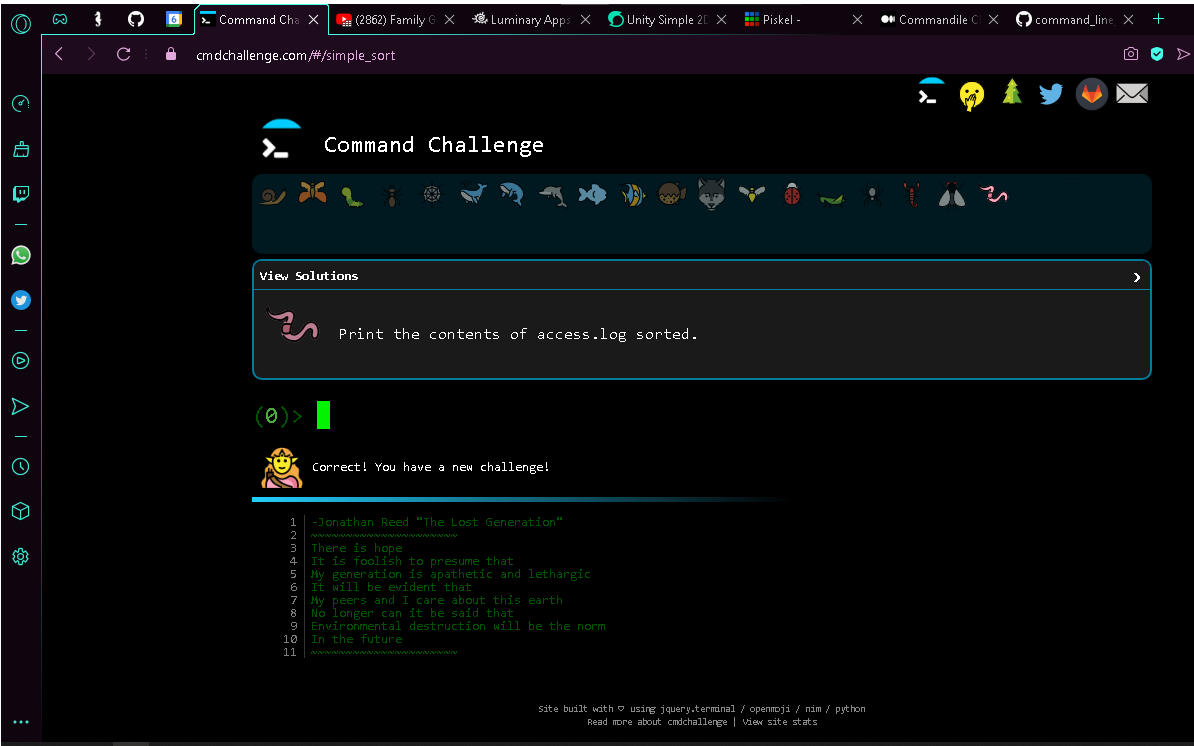 Command Cha
(2862) Family G
Luminary Apps
Unity Simple 2D
Piskel -
Commandile C
command_line
6
cmdchallenge.com/#/simple_sort
Command Challenge
View Solutions
Print the contents of access.log sorted.
(0)>
Correct! You have a new challenge!
1 -Jonathan Reed "The Lost Generation"
2 ~~~~~~~~~~~~~~~~~~~~~
3 There is hope
4 It is foolish to presume that
5 My generation is apathetic and lethargic
6 It will be evident that
7 My peers and I care about this earth
8 No longer can it be said that
9 Environmental destruction will be the norm
10 In the future
11 ~~~~~~~~~~~~~~~~~~~~~
Site built with ♡ using jquery.terminal / openmoji / nim / python
Read more about cmdchallenge | View site stats